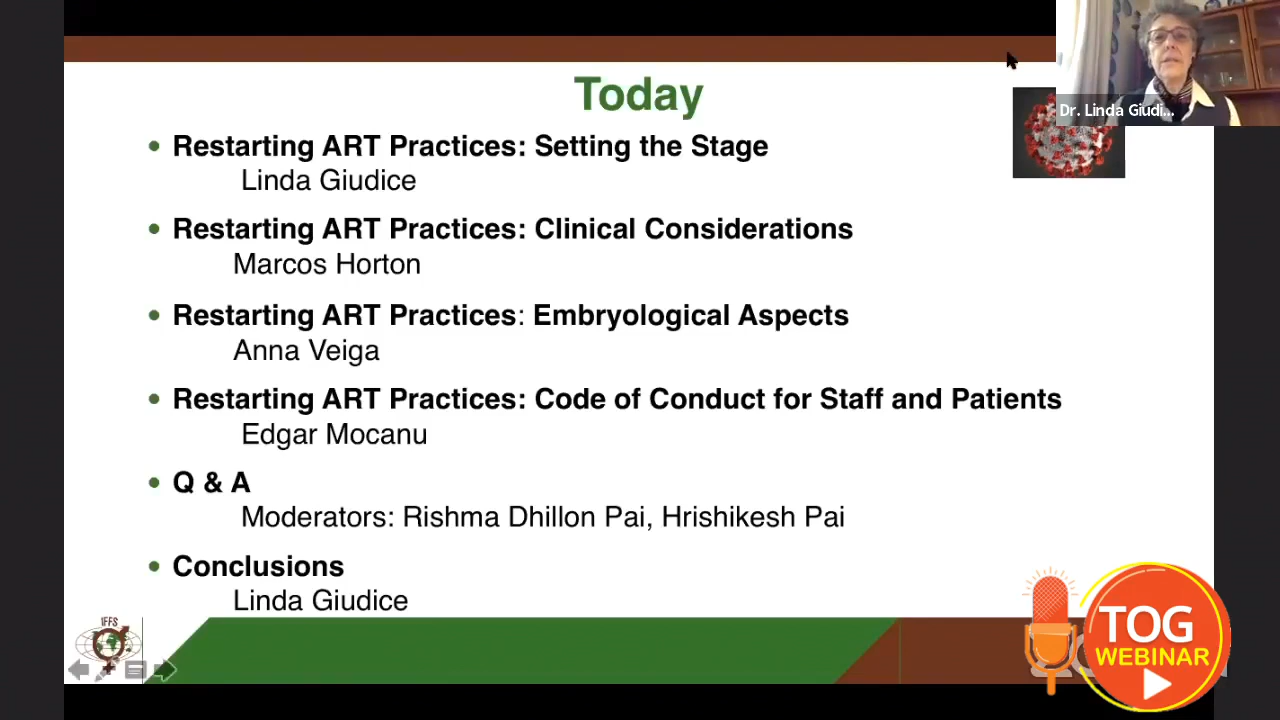 Today
Dr. Linda Giudi...
• Restarting ART Practices: Setting the Stage
Linda Giudice
• Restarting ART Practices: Clinical Considerations
Marcos Horton
• Restarting ART Practices: Embryological Aspects
Anna Veiga
• Restarting ART Practices: Code of Conduct for Staff and Patients
Edgar Mocanu
• Q & A
Moderators: Rishma Dhillon Pai, Hrishikesh Pai
• Conclusions
Linda Giudice
IFFS
TOG
WEBINAR